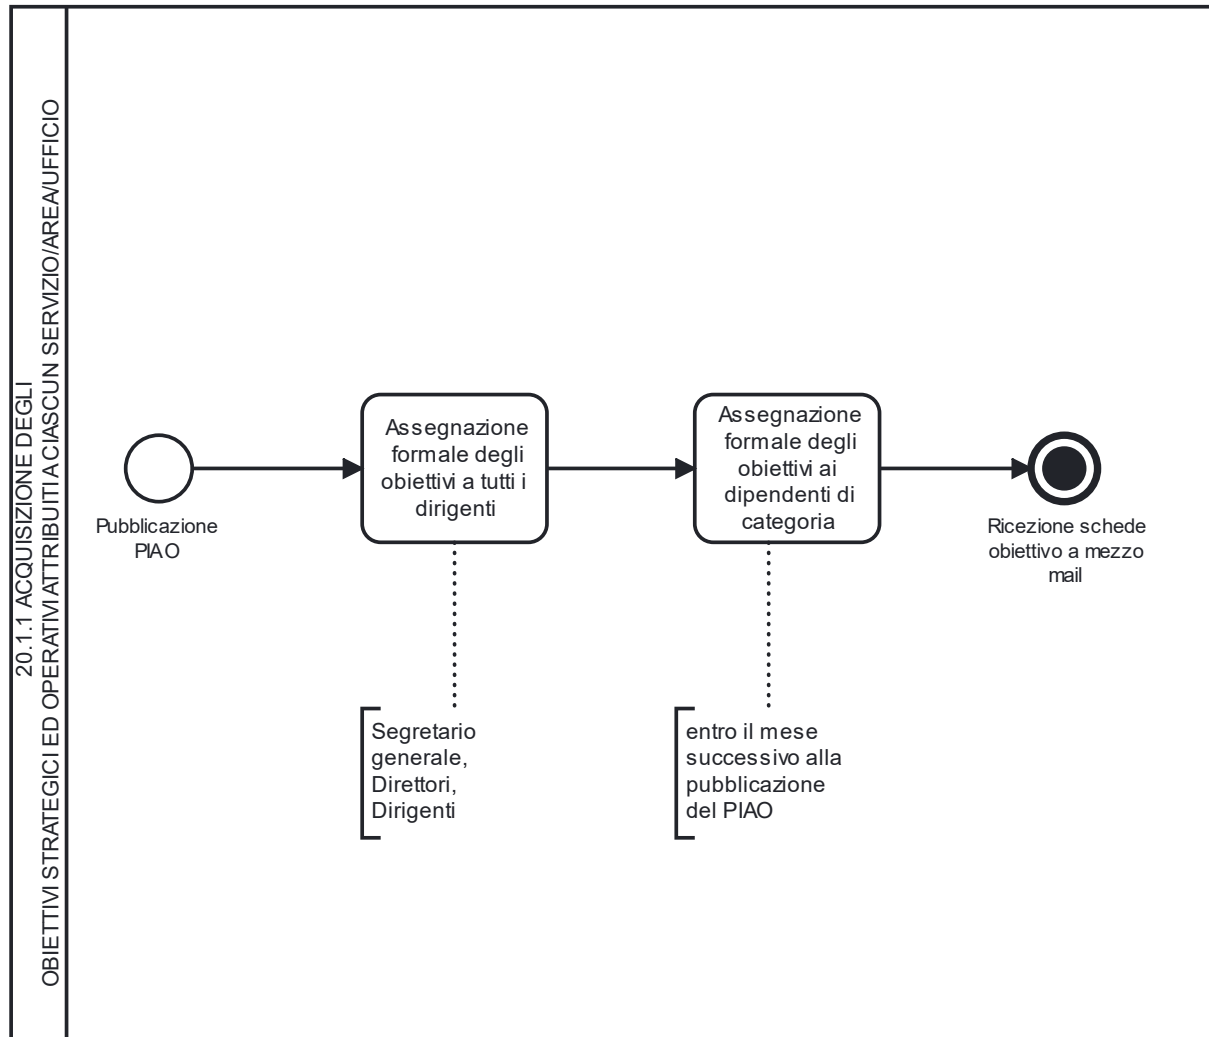 20.1.1 ACQUISIZIONE DEGLI
OBIETTIVI STRATEGICI ED OPERATIVI ATTRIBUITI A CIASCUN SERVIZIO/AREA/UFFICIO
Pubblicazione
PIAO
Assegnazione
formale degli
obiettivi a tutti i
dirigenti
Assegnazione
formale degli
obiettivi ai
dipendenti di
categoria
Ricezione schede
obiettivo a mezzo
mail
Segretario
generale,
Direttori,
Dirigenti
entro il mese
successivo alla
pubblicazione
del PIAO